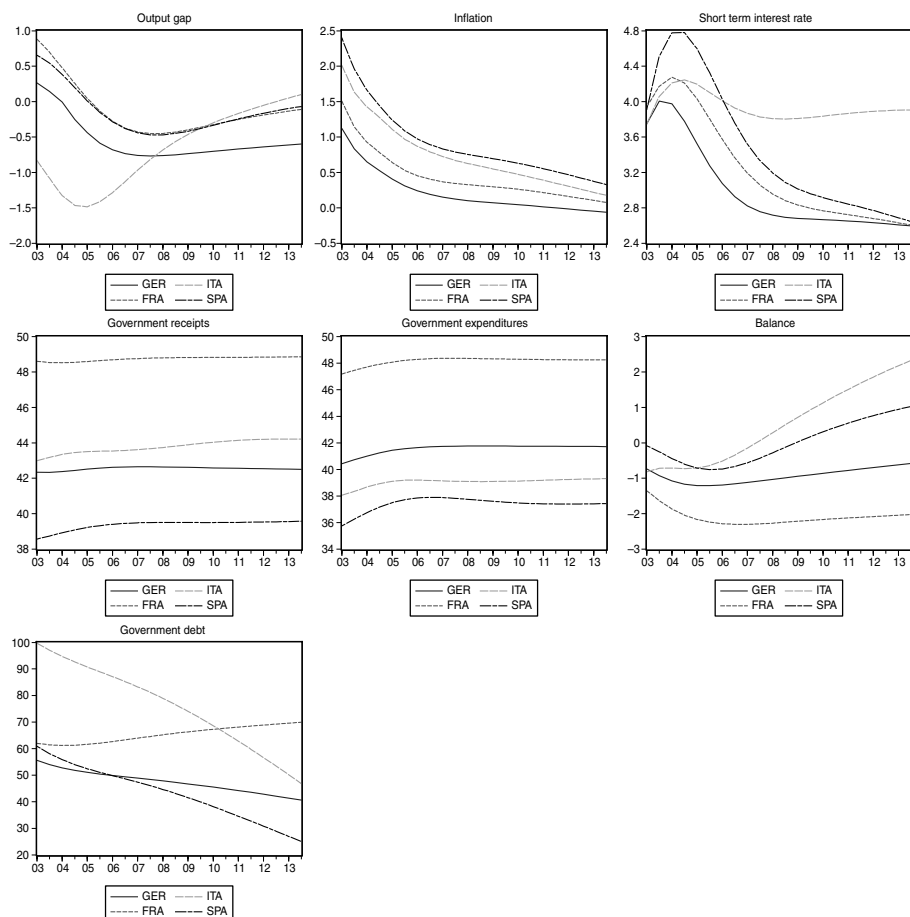 Output gap
1.0
0.5
0.0
−0.5
−1.0
−1.5
−2.0
03 04 05 06 07 08 09 10 11 12 13
GER ITA
FRA SPA
Inflation
2.5
2.0
1.5
1.0
0.5
0.0
−0.5
03 04 05 06 07 08 09 10 11 12 13
GER ITA
FRA SPA
Short term interest rate
4.8
4.4
4.0
3.6
3.2
2.8
2.4
03 04 05 06 07 08 09 10 11 12 13
GER ITA
FRA SPA
Government receipts
50
48
46
44
42
40
38
03 04 05 06 07 08 09 10 11 12 13
GER ITA
FRA SPA
Government expenditures
50
48
46
44
42
40
38
36
34
03 04 05 06 07 08 09 10 11 12 13
GER ITA
FRA SPA
Balance
3
2
1
0
−1
−2
−3
03 04 05 06 07 08 09 10 11 12 13
GER ITA
FRA SPA
Government debt
100
90
80
70
60
50
40
30
20
03 04 05 06 07 08 09 10 11 12 13
GER ITA
FRA SPA